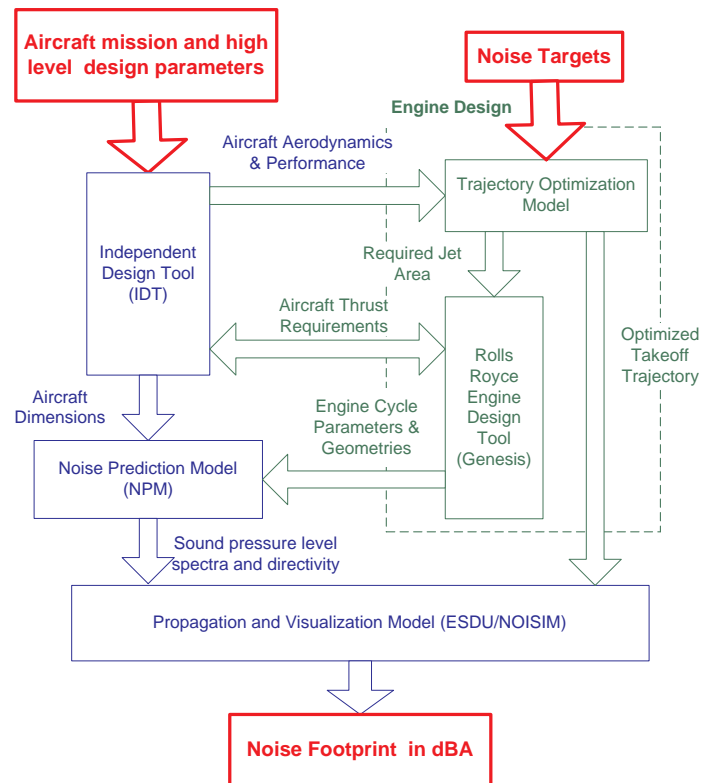 Aircraft mission and high
level design parameters
Noise Targets
Engine Design
Aircraft Aerodynamics
& Performance
Trajectory Optimization
Model
Independent
Design Tool
(IDT)
Required Jet
Area
Aircraft Thrust
Requirements
Optimized
Takeoff
Trajectory
Rolls
Royce
Engine
Design
Tool
(Genesis)
Aircraft
Dimensions
Engine Cycle
Parameters &
Geometries
Noise Prediction Model
(NPM)
Sound pressure level
spectra and directivity
Propagation and Visualization Model (ESDU/NOISIM)
Noise Footprint in dBA